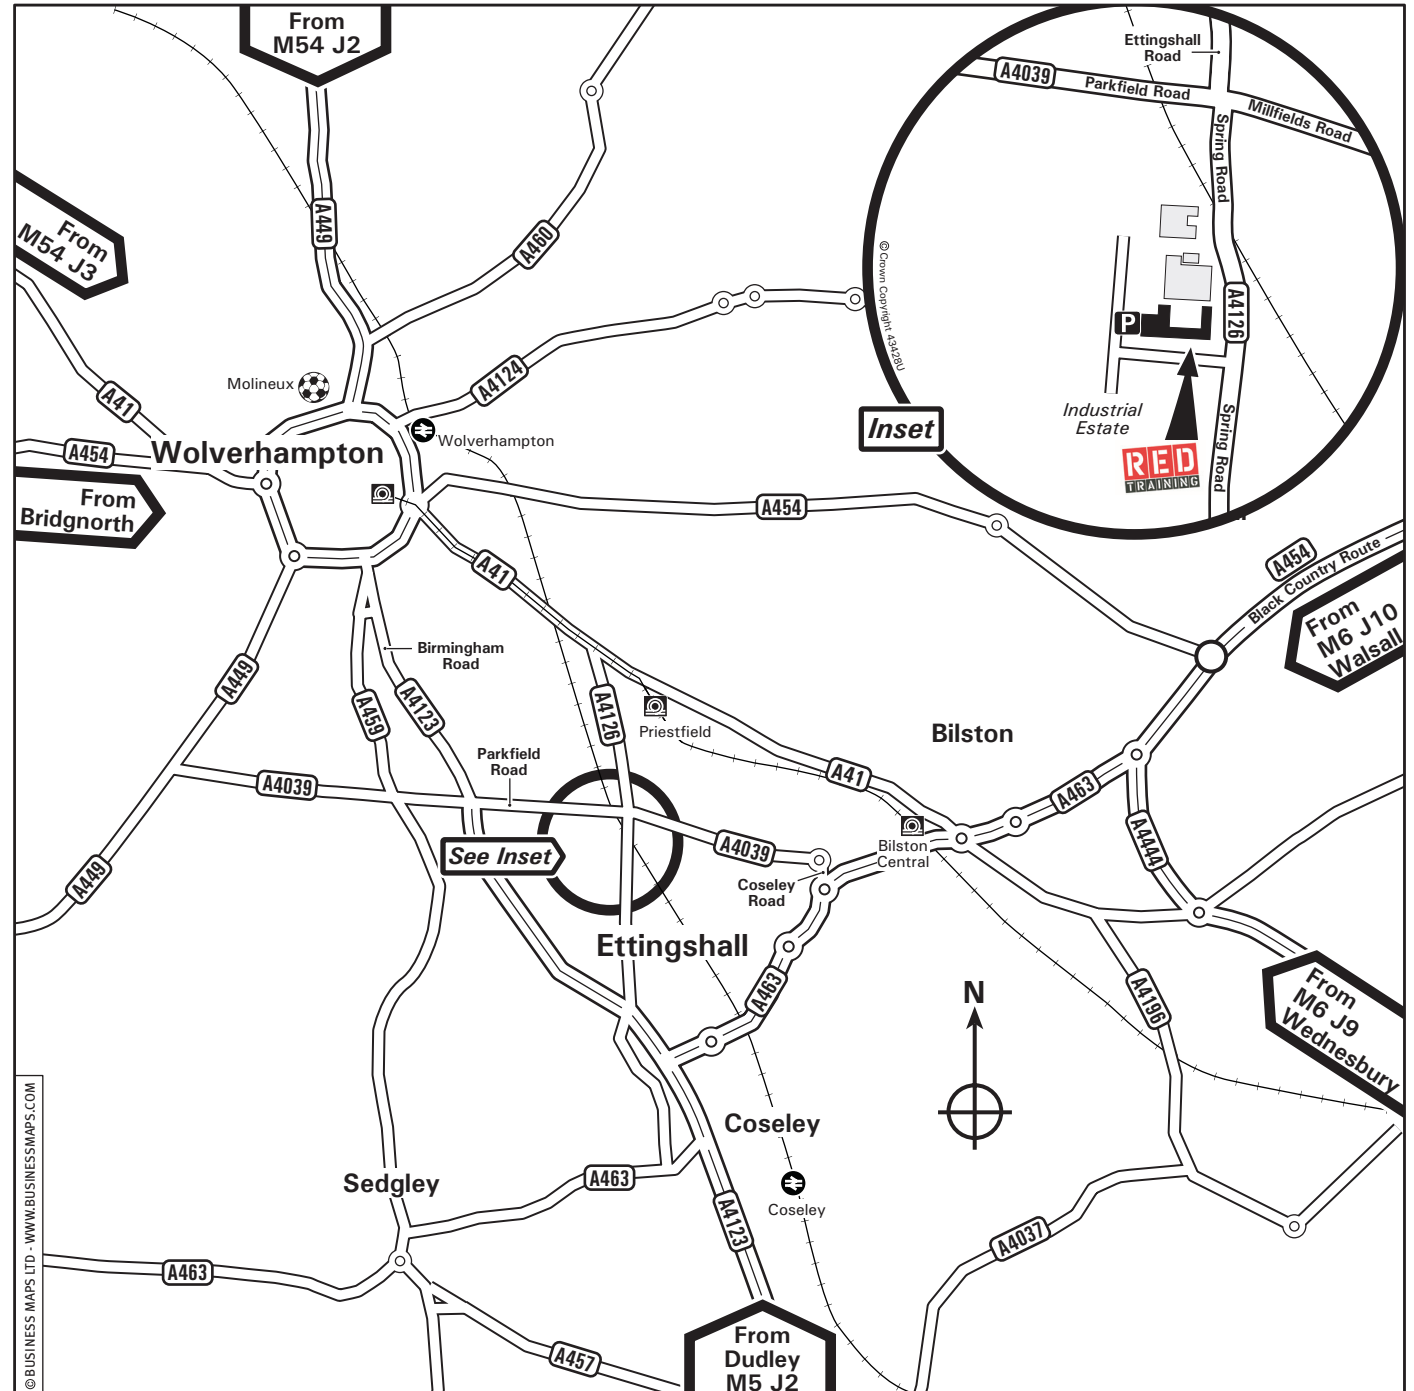 From
M54 J2
From
M54 J3
A449
A460
A4124
A41
A454
Molineux
Wolverhampton
Wolverhampton
From
Bridgnorth
A454
A41
A449
A449
A459
A4123
Birmingham
Road
A4126
Priestfield
Parkfield
Road
A4039
See Inset
A4039
Coseley
Road
A41
Bilston
Bilston
Central
A463
A454
Black Country Route
From
M6 J10
Walsall
A4444
Ettingshall
A463
N
A4196
From
M6 J9
Wednesbury
Coseley
Coseley
Sedgley
A463
A463
A4123
A4037
A457
From
Dudley
M5 J2
© BUSINESS MAPS LTD - WWW.BUSINESSMAPS.COM
Inset
Ettingshall
Road
A4039
Parkfield Road
Millfields Road
Spring Road
A4126
P
Industrial
Estate
Spring Road
RED
TRAINING
© Crown Copyright 43428U